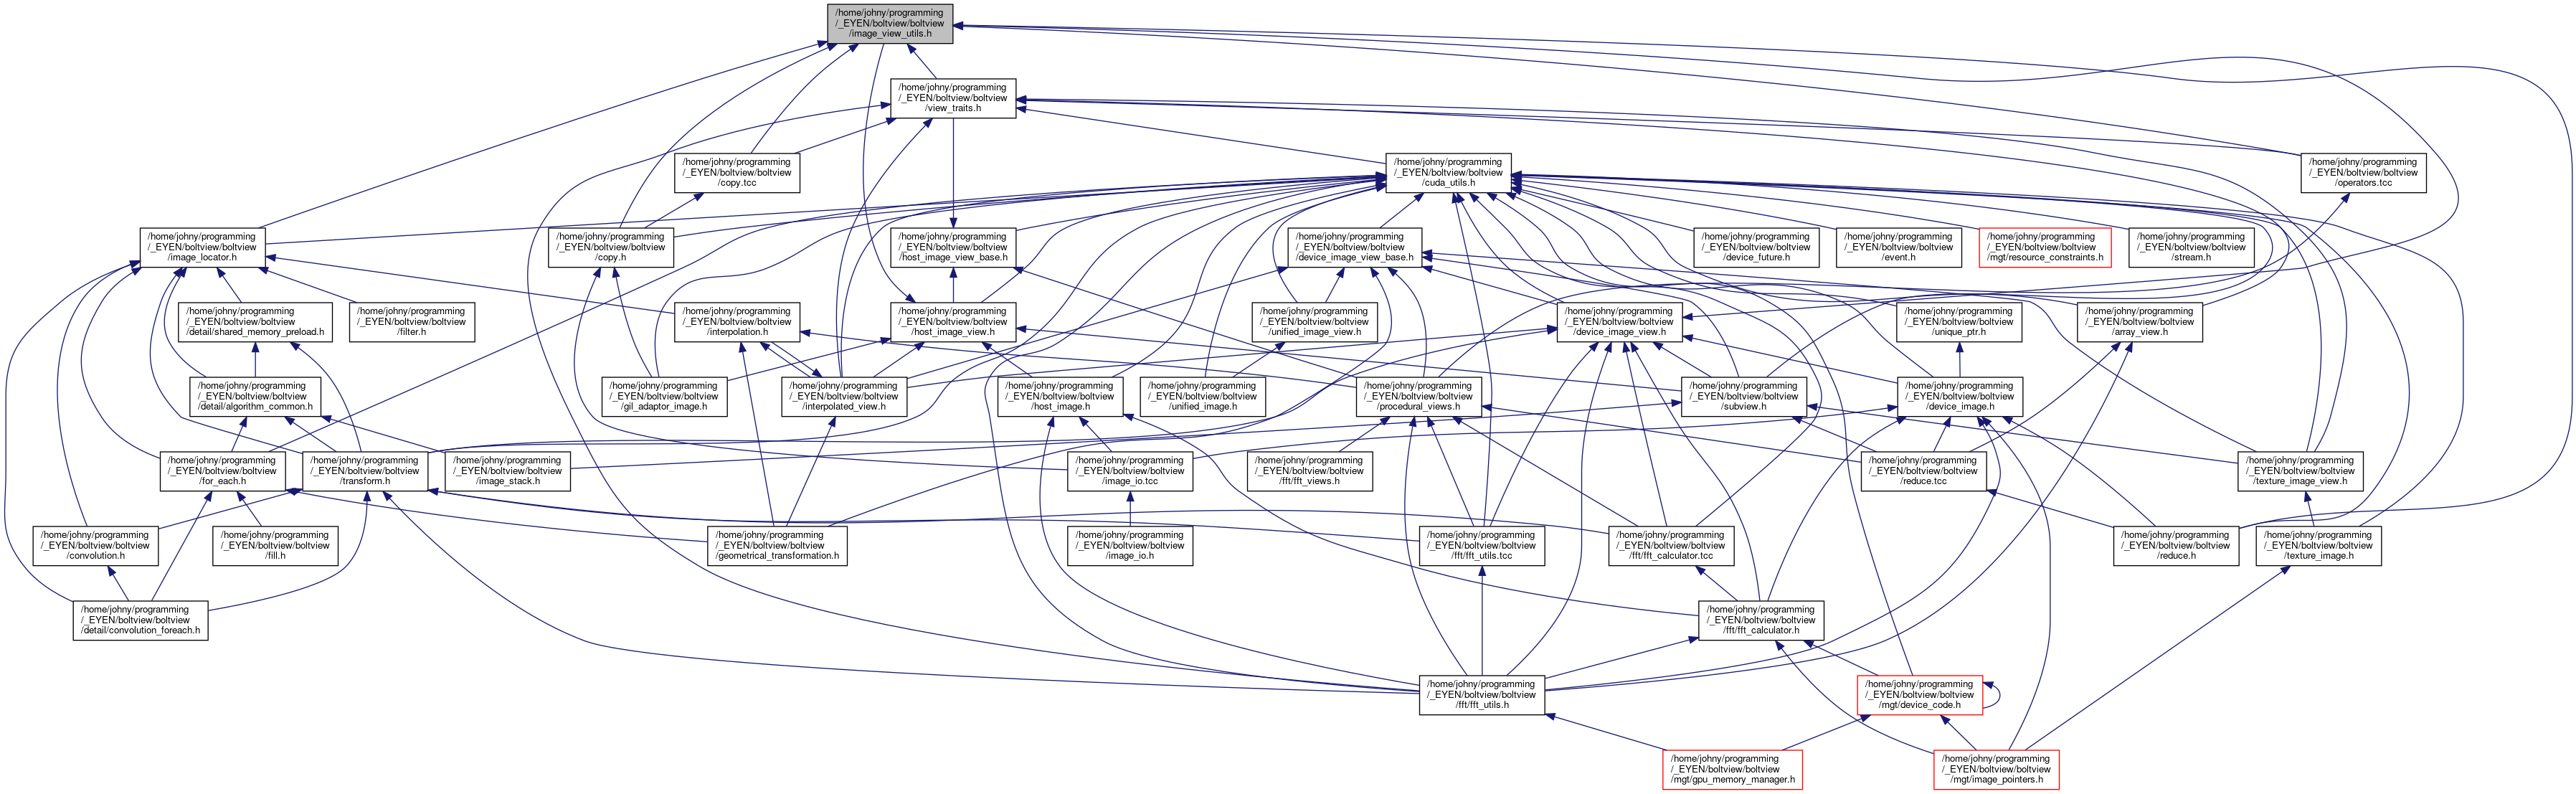 /home/johny/programming
/_EYEN/boltview/boltview
/image_view_utils.h
/home/johny/programming
/_EYEN/boltview/boltview
/view_traits.h
/home/johny/programming
/_EYEN/boltview/boltview
/copy.tcc
/home/johny/programming
/_EYEN/boltview/boltview
/cuda_utils.h
/home/johny/programming
/_EYEN/boltview/boltview
/operators.tcc
/home/johny/programming
/_EYEN/boltview/boltview
/image_locator.h
/home/johny/programming
/_EYEN/boltview/boltview
/copy.h
/home/johny/programming
/_EYEN/boltview/boltview
/host_image_view_base.h
/home/johny/programming
/_EYEN/boltview/boltview
/device_image_view_base.h
/home/johny/programming
/_EYEN/boltview/boltview
/device_future.h
/home/johny/programming
/_EYEN/boltview/boltview
/event.h
/home/johny/programming
/_EYEN/boltview/boltview
/mgt/resource_constraints.h
/home/johny/programming
/_EYEN/boltview/boltview
/stream.h
/home/johny/programming
/_EYEN/boltview/boltview
/detail/shared_memory_preload.h
/home/johny/programming
/_EYEN/boltview/boltview
/filter.h
/home/johny/programming
/_EYEN/boltview/boltview
/interpolation.h
/home/johny/programming
/_EYEN/boltview/boltview
/host_image_view.h
/home/johny/programming
/_EYEN/boltview/boltview
/unified_image_view.h
/home/johny/programming
/_EYEN/boltview/boltview
/device_image_view.h
/home/johny/programming
/_EYEN/boltview/boltview
/unique_ptr.h
/home/johny/programming
/_EYEN/boltview/boltview
/array_view.h
/home/johny/programming
/_EYEN/boltview/boltview
/detail/algorithm_common.h
/home/johny/programming
/_EYEN/boltview/boltview
/gil_adaptor_image.h
/home/johny/programming
/_EYEN/boltview/boltview
/interpolated_view.h
/home/johny/programming
/_EYEN/boltview/boltview
/host_image.h
/home/johny/programming
/_EYEN/boltview/boltview
/unified_image.h
/home/johny/programming
/_EYEN/boltview/boltview
/procedural_views.h
/home/johny/programming
/_EYEN/boltview/boltview
/subview.h
/home/johny/programming
/_EYEN/boltview/boltview
/device_image.h
/home/johny/programming
/_EYEN/boltview/boltview
/for_each.h
/home/johny/programming
/_EYEN/boltview/boltview
/transform.h
/home/johny/programming
/_EYEN/boltview/boltview
/image_stack.h
/home/johny/programming
/_EYEN/boltview/boltview
/image_io.tcc
/home/johny/programming
/_EYEN/boltview/boltview
/fft/fft_views.h
/home/johny/programming
/_EYEN/boltview/boltview
/reduce.tcc
/home/johny/programming
/_EYEN/boltview/boltview
/texture_image_view.h
/home/johny/programming
/_EYEN/boltview/boltview
/convolution.h
/home/johny/programming
/_EYEN/boltview/boltview
/fill.h
/home/johny/programming
/_EYEN/boltview/boltview
/geometrical_transformation.h
/home/johny/programming
/_EYEN/boltview/boltview
/image_io.h
/home/johny/programming
/_EYEN/boltview/boltview
/fft/fft_utils.tcc
/home/johny/programming
/_EYEN/boltview/boltview
/fft/fft_calculator.tcc
/home/johny/programming
/_EYEN/boltview/boltview
/reduce.h
/home/johny/programming
/_EYEN/boltview/boltview
/texture_image.h
/home/johny/programming
/_EYEN/boltview/boltview
/detail/convolution_foreach.h
/home/johny/programming
/_EYEN/boltview/boltview
/fft/fft_calculator.h
/home/johny/programming
/_EYEN/boltview/boltview
/fft/fft_utils.h
/home/johny/programming
/_EYEN/boltview/boltview
/mgt/device_code.h
/home/johny/programming
/_EYEN/boltview/boltview
/mgt/gpu_memory_manager.h
/home/johny/programming
/_EYEN/boltview/boltview
/mgt/image_pointers.h